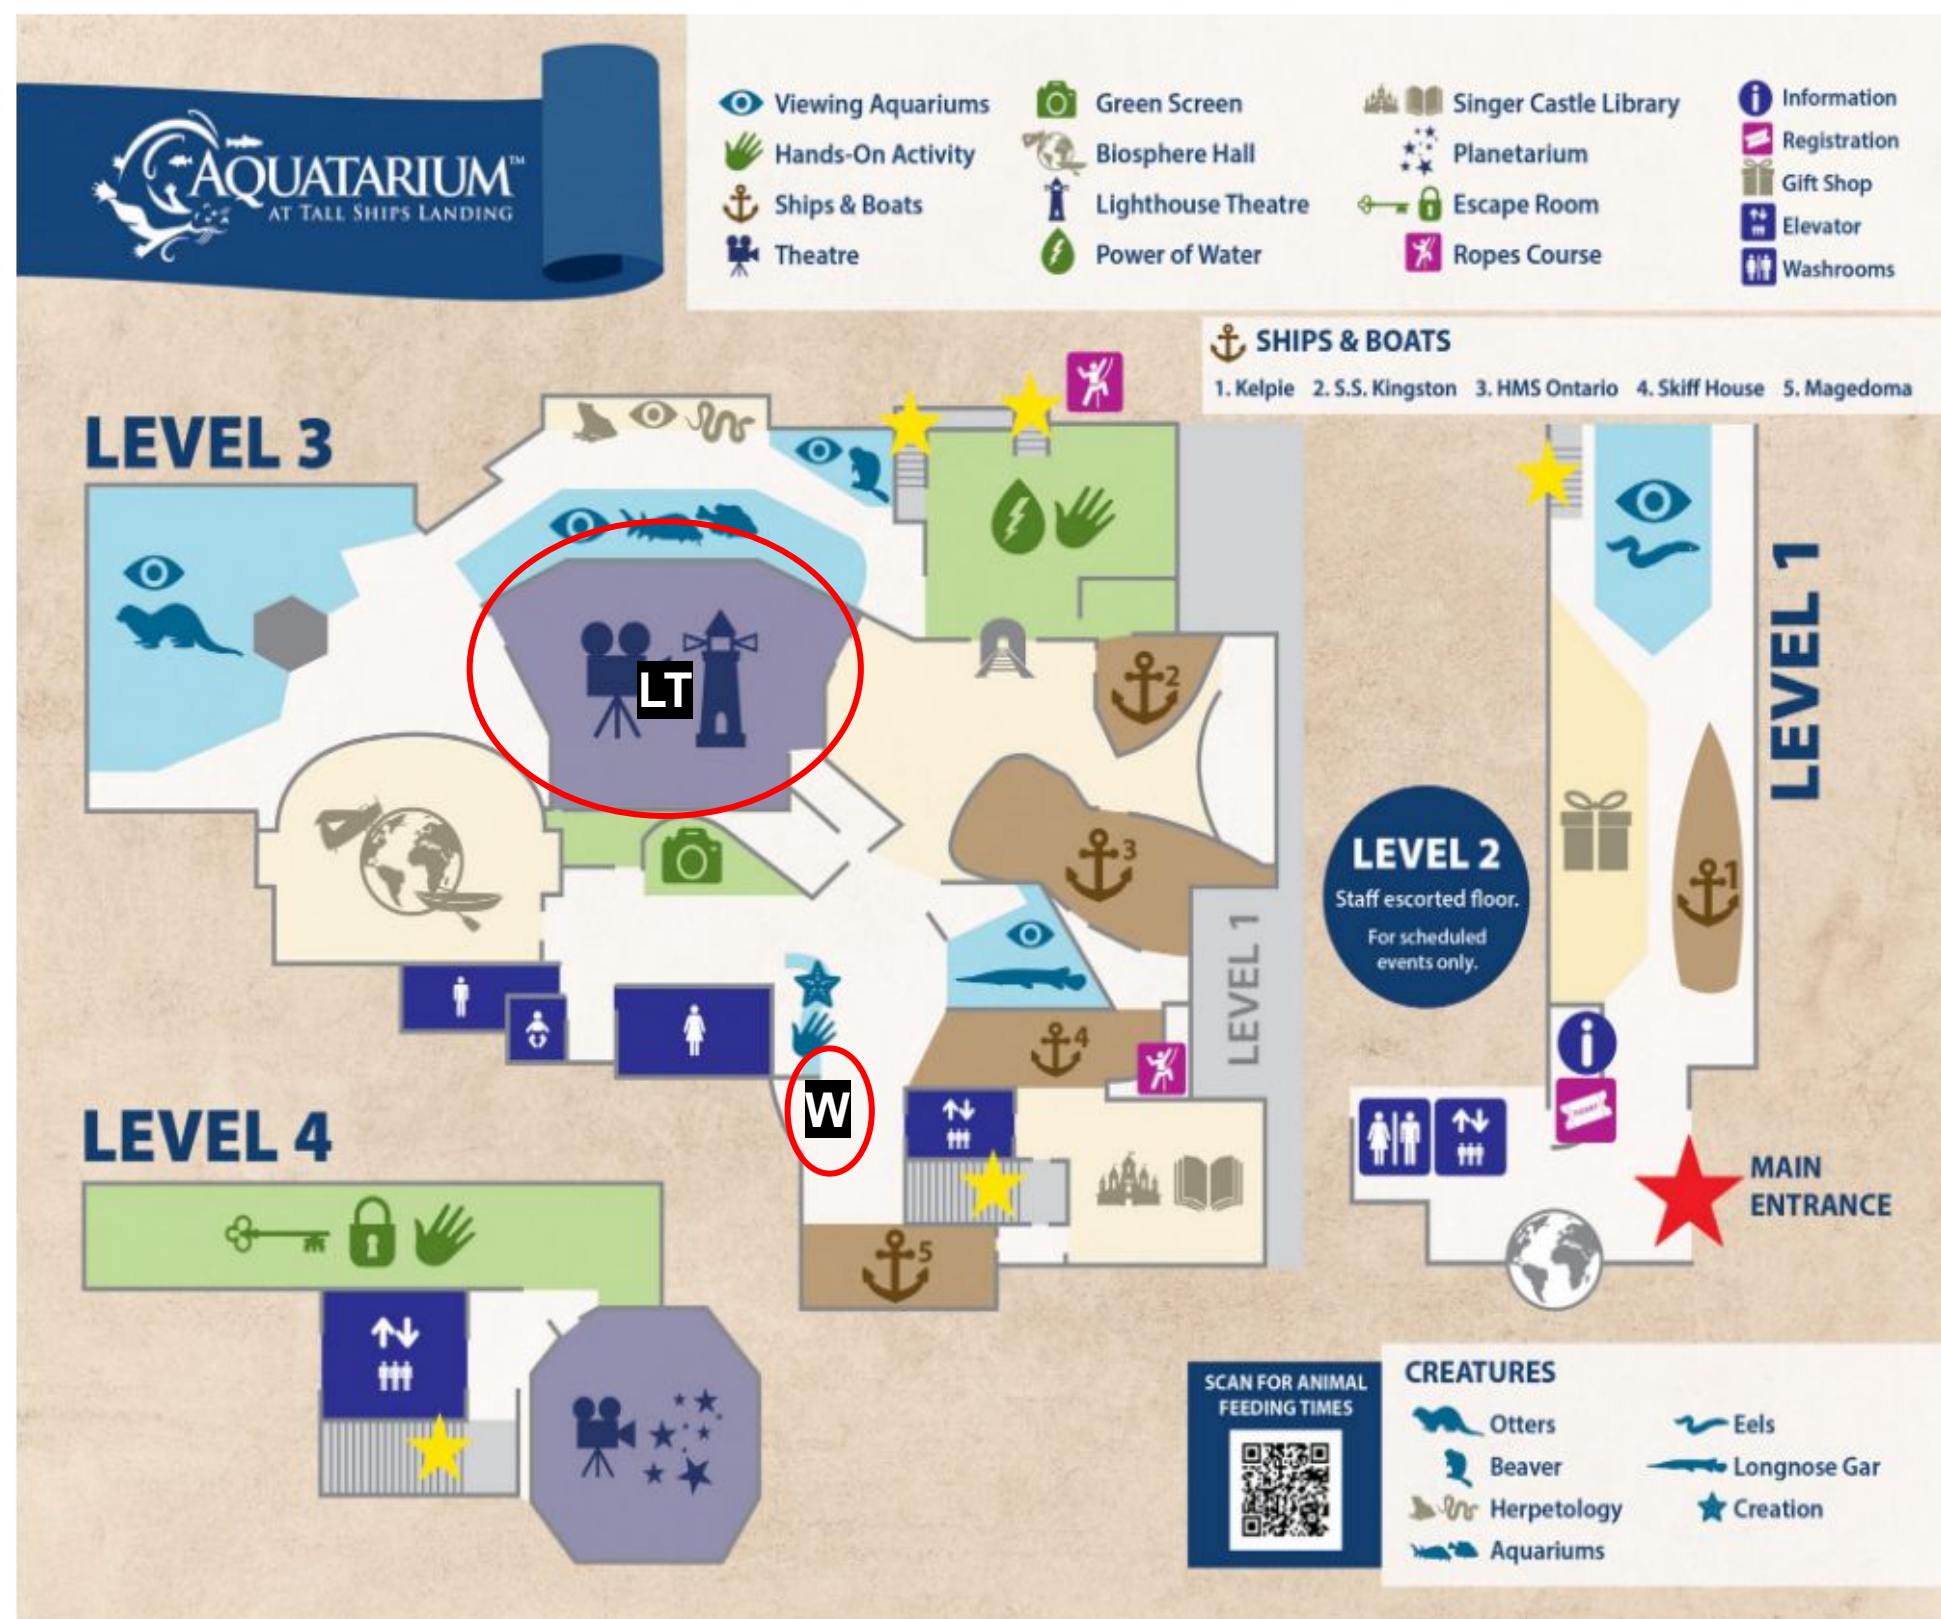 AQUATARIUM™
AT TALL SHIPS LANDING
Viewing Aquariums
Hands-On Activity
Ships & Boats
Theatre
Green Screen
Biosphere Hall
Lighthouse Theatre
Power of Water
Singer Castle Library
Planetarium
Escape Room
Ropes Course
Information
Registration
Gift Shop
Elevator
Washrooms
SHIPS & BOATS
1. Kelpie 2. S.S. Kingston 3. HMS Ontario 4. Skiff House 5. Magedoma
LEVEL 3
LT
2
3
4
W
5
LEVEL 1
LEVEL 4
LEVEL 2
Staff escorted floor.
For scheduled
events only.
LEVEL 1
1
i
TICKET
MAIN
ENTRANCE
SCAN FOR ANIMAL
FEEDING TIMES
CREATURES
Otters
Beaver
Herpetology
Aquariums
Eels
Longnose Gar
Creation